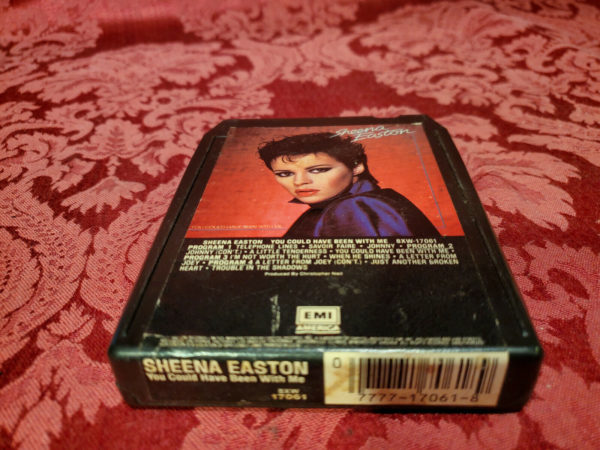 Sheena
Easton
SHEENA EASTON YOU COULD HAVE BEEN WITH ME 8XW-17061
PROGRAM 1 TELEPHONE LINES • SAVOIR FAIRE • JOHNNY • PROGRAM 2
JOHNNY (CON'T.) • A LITTLE TENDERNESS • YOU COULD HAVE BEEN WITH ME •
PROGRAM 3 I'M NOT WORTH THE HURT • WHEN HE SHINES • A LETTER FROM
JOEY • PROGRAM 4 A LETTER FROM JOEY (CON'T.) • JUST ANOTHER BROKEN
HEART • TROUBLE IN THE SHADOWS
Produced By Christopher Neil
EMI
AMERICA
SHEENA EASTON
You Could Have Been With Me
8XW
17061
0
7777-17061-8